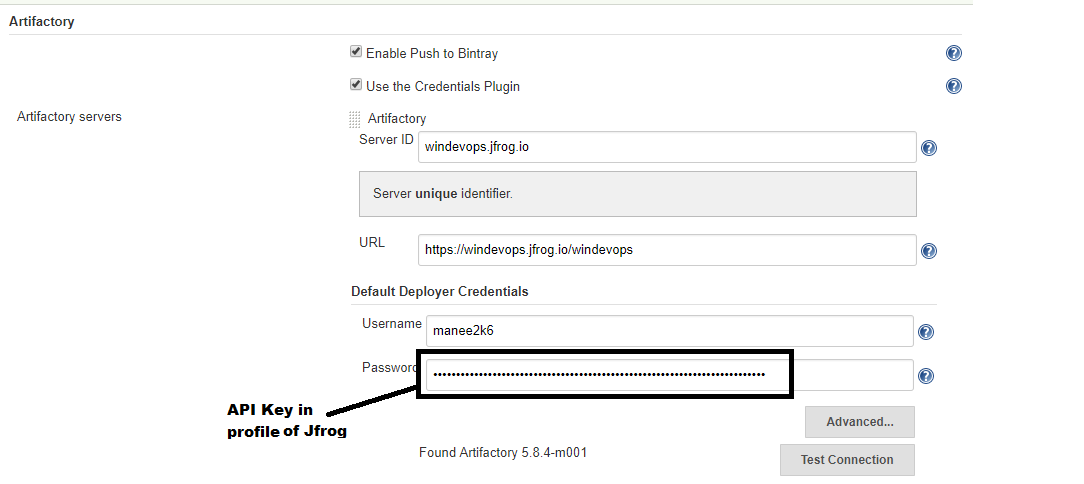 Artifactory
Enable Push to Bintray
Use the Credentials Plugin
Artifactory servers
Artifactory
Server ID
windevops.jfrog.io
Server unique identifier.
URL
https://windevops.jfrog.io/windevops
Default Deployer Credentials
Username
manee2k6
Password
API Key in
profile of Jfrog
Advanced...
Found Artifactory 5.8.4-m001
Test Connection